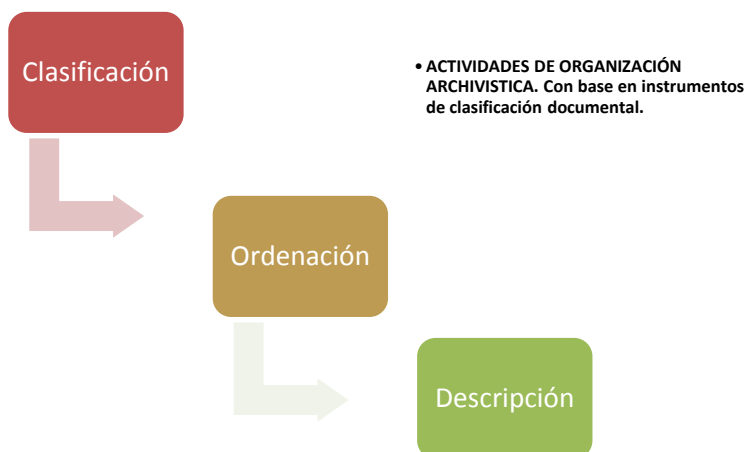 Clasificación
• ACTIVIDADES DE ORGANIZACIÓN
ARCHIVISTICA. Con base en instrumentos
de clasificación documental.
Ordenación
Descripción